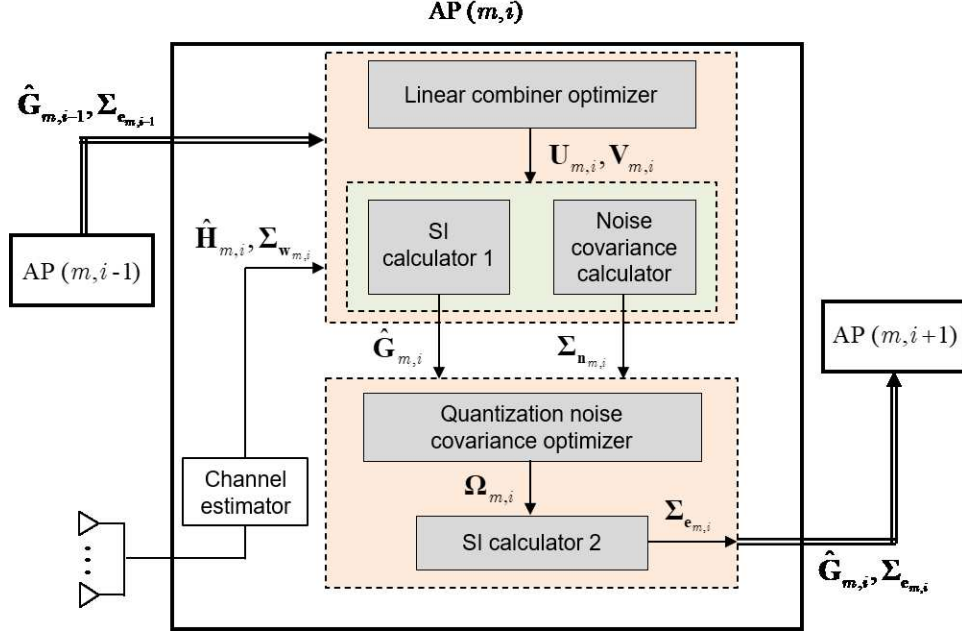 AP (m,i)
Ĝ_{m,i-1}, Σ_{e_{m,i-1}}
Linear combiner optimizer
U_{m,i}, V_{m,i}
SI
calculator 1
Noise
covariance
calculator
Ĥ_{m,i}, Σ_{w_{m,i}}
AP (m,i-1)
AP (m,i+1)
Ĝ_{m,i}
Σ_{n_{m,i}}
Quantization noise
covariance optimizer
Channel
estimator
Ω_{m,i}
Σ_{e_{m,i}}
SI calculator 2
Ĝ_{m,i}, Σ_{e_{m,i}}